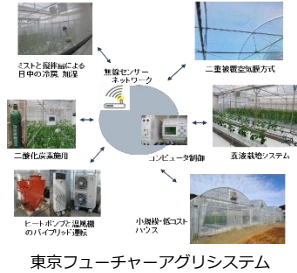 ミストと循環扇による
日中の冷房、加湿
無線センサー
ネットワーク
二重被覆空気膜方式
二酸化炭素施用
コンピュータ制御
養液栽培システム
ヒートポンプと温風機
のハイブリッド運転
小規模・低コスト
ハウス
東京フューチャーアグリシステム